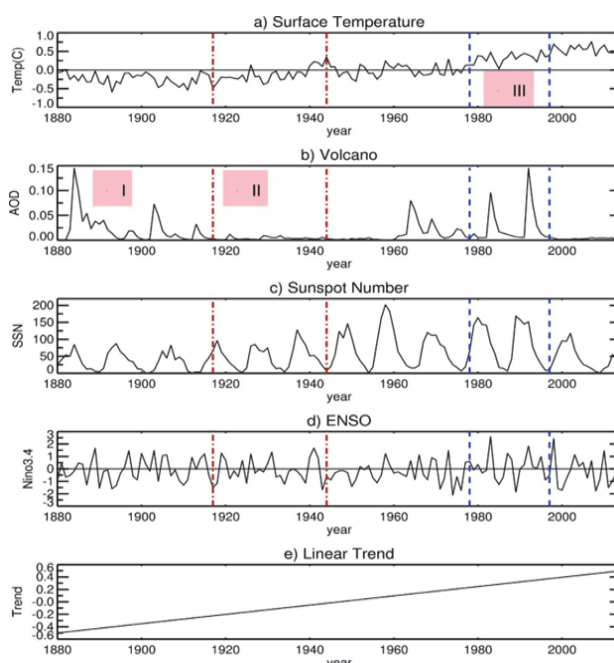 a) Surface Temperature
Temp(C)
1.0
0.5
0.0
-0.5
-1.0
III
1880 1900 1920 1940 1960 1980 2000
year
b) Volcano
AOD
0.15
0.10
0.05
0.00
I II
1880 1900 1920 1940 1960 1980 2000
year
c) Sunspot Number
SSN
200
150
100
50
0
1880 1900 1920 1940 1960 1980 2000
year
d) ENSO
Nino3.4
3
2
1
0
-1
-2
-3
1880 1900 1920 1940 1960 1980 2000
year
e) Linear Trend
Trend
0.6
0.4
0.2
-0.0
-0.2
-0.4
-0.6
1880 1900 1920 1940 1960 1980 2000
year